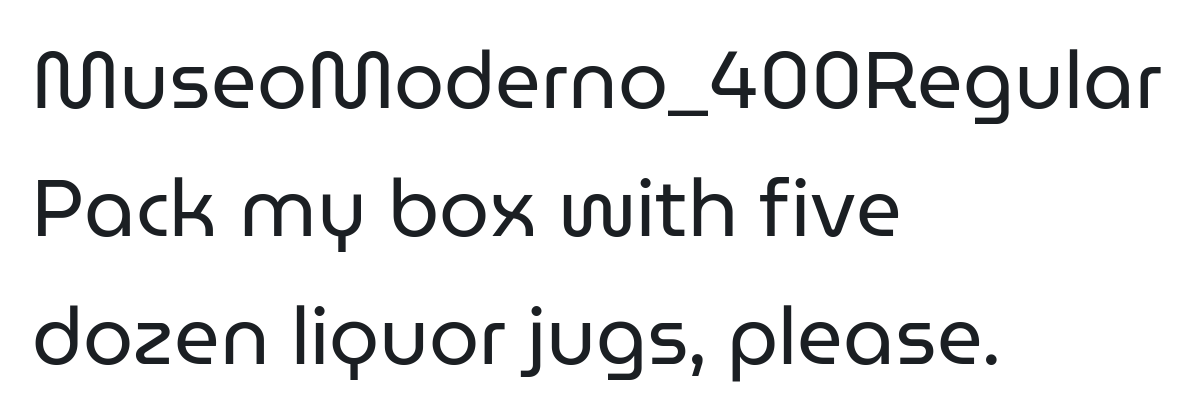 MuseoModerno_400Regular
Pack my box with five
dozen liquor jugs, please.